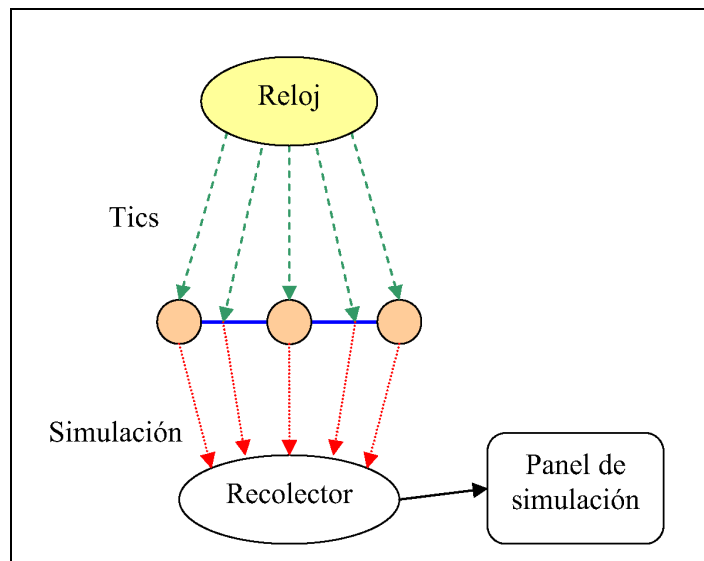 Reloj
Tics
Simulación
Recolector
Panel de
simulación